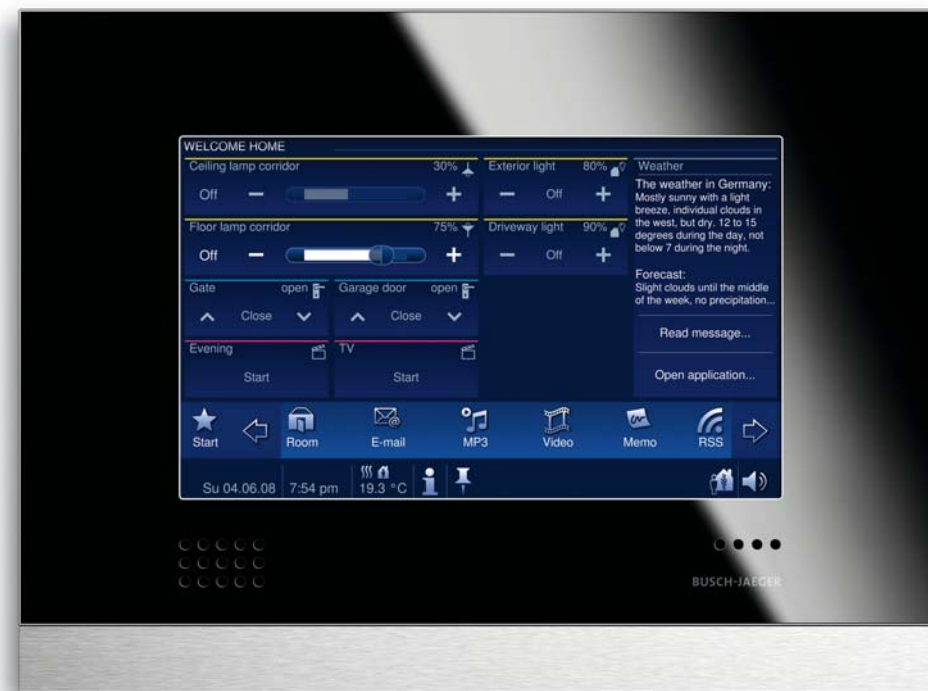 WELCOME HOME
Ceiling lamp corridor 30%
Off
Exterior light 80%
Off
Weather
The weather in Germany:
Mostly sunny with a light
breeze, individual clouds in
the west, but dry. 12 to 15
degrees during the day, not
below 7 during the night.
Forecast:
Slight clouds until the middle
of the week, no precipitation...
Read message...
Open application...
Floor lamp corridor 75%
Off
Driveway light 90%
Off
Gate open
Close
Garage door open
Close
Evening
Start
TV
Start
Start
Room
E-mail
MP3
Video
Memo
RSS
Su 04.06.08 7:54 pm 19.3 °C
BUSCH-JAEGER